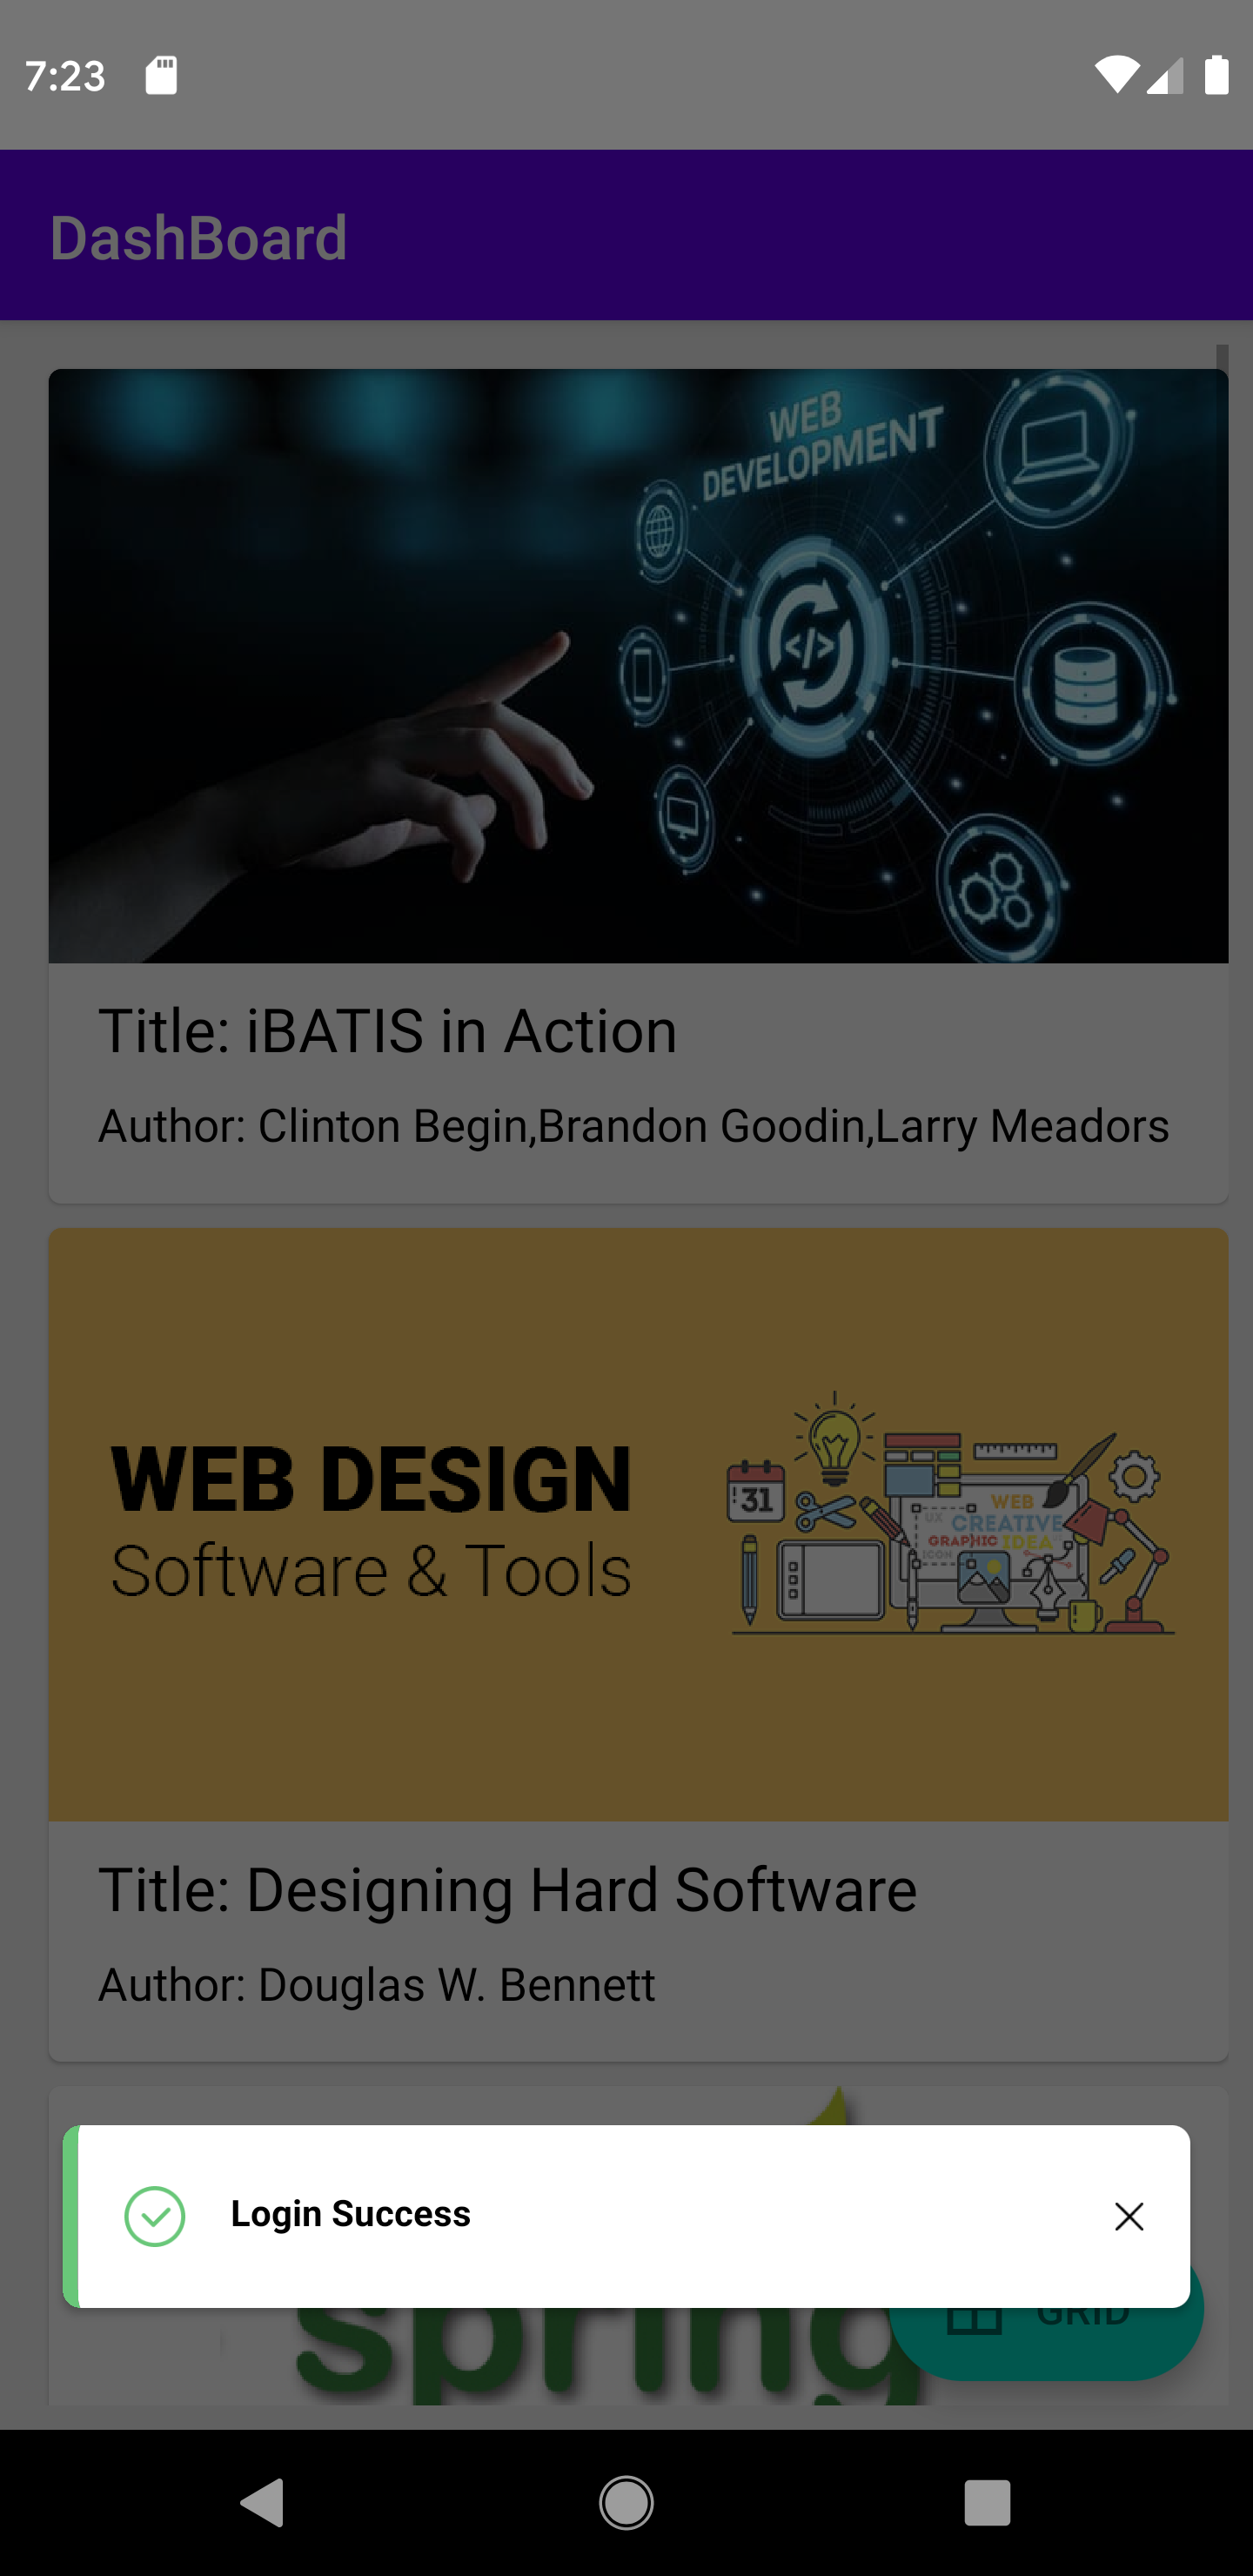 7:23
DashBoard
WEB
DEVELOPMENT
</>
Title: iBATIS in Action
Author: Clinton Begin,Brandon Goodin,Larry Meadors
WEB DESIGN
Software & Tools
31
WEB
UX
CREATIVE
GRAPHIC IDEA
ICON
Title: Designing Hard Software
Author: Douglas W. Bennett
Login Success
GRID
spring